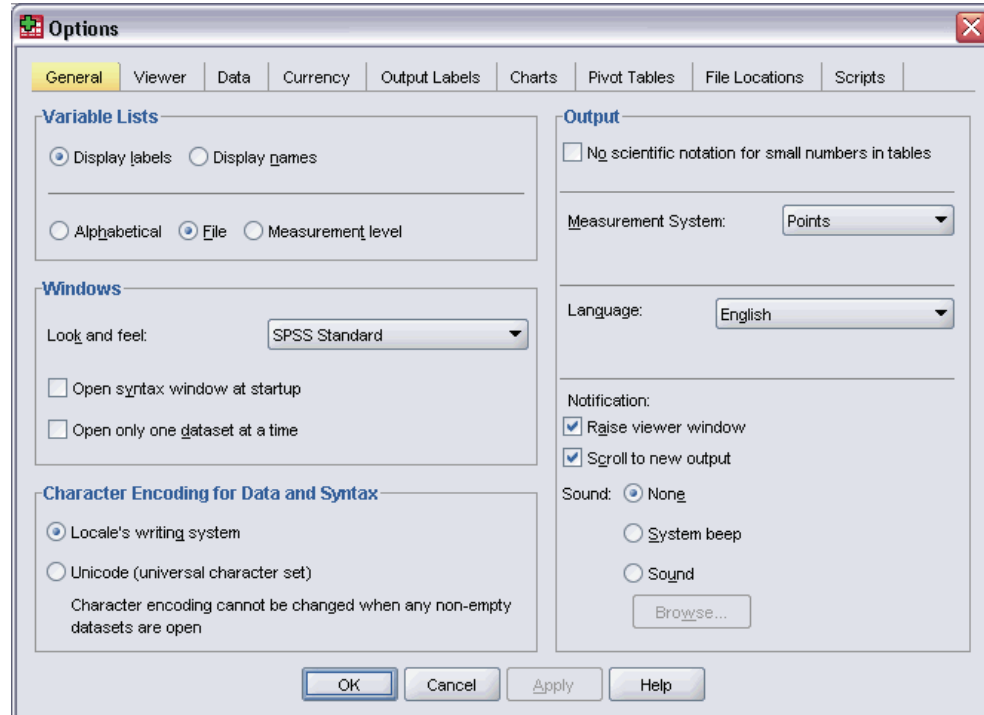 Options
General
Viewer
Data
Currency
Output Labels
Charts
Pivot Tables
File Locations
Scripts
Variable Lists
Display labels
Display names
Alphabetical
File
Measurement level
Windows
Look and feel:
SPSS Standard
Open syntax window at startup
Open only one dataset at a time
Character Encoding for Data and Syntax
Locale's writing system
Unicode (universal character set)
Character encoding cannot be changed when any non-empty
datasets are open
Output
No scientific notation for small numbers in tables
Measurement System:
Points
Language:
English
Notification:
Raise viewer window
Scroll to new output
Sound:
None
System beep
Sound
Browse...
OK
Cancel
Apply
Help